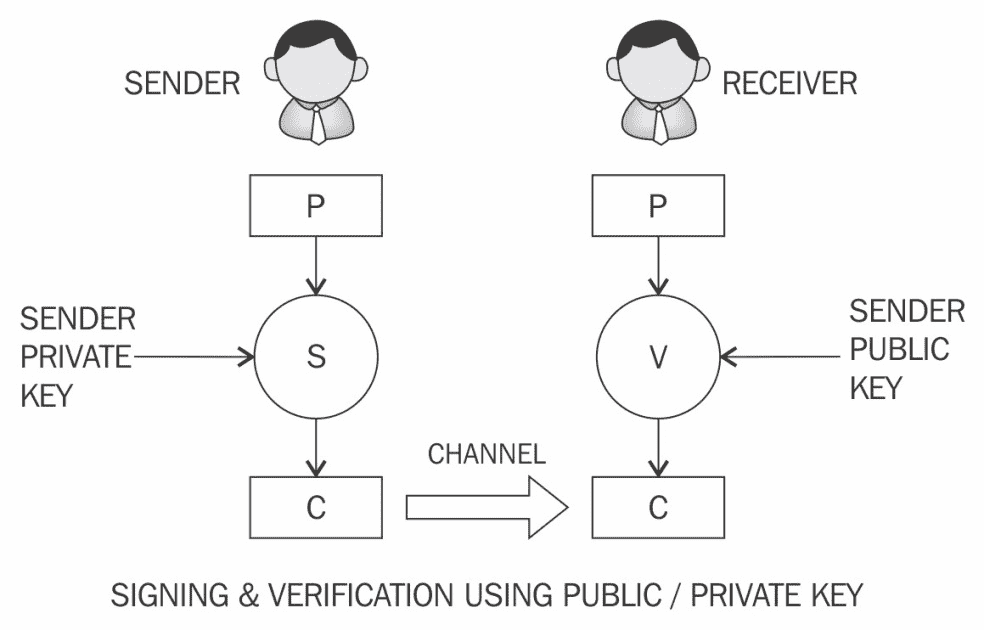 SENDER
RECEIVER
P
P
SENDER
PRIVATE
KEY
S
V
SENDER
PUBLIC
KEY
CHANNEL
C
C
SIGNING & VERIFICATION USING PUBLIC / PRIVATE KEY